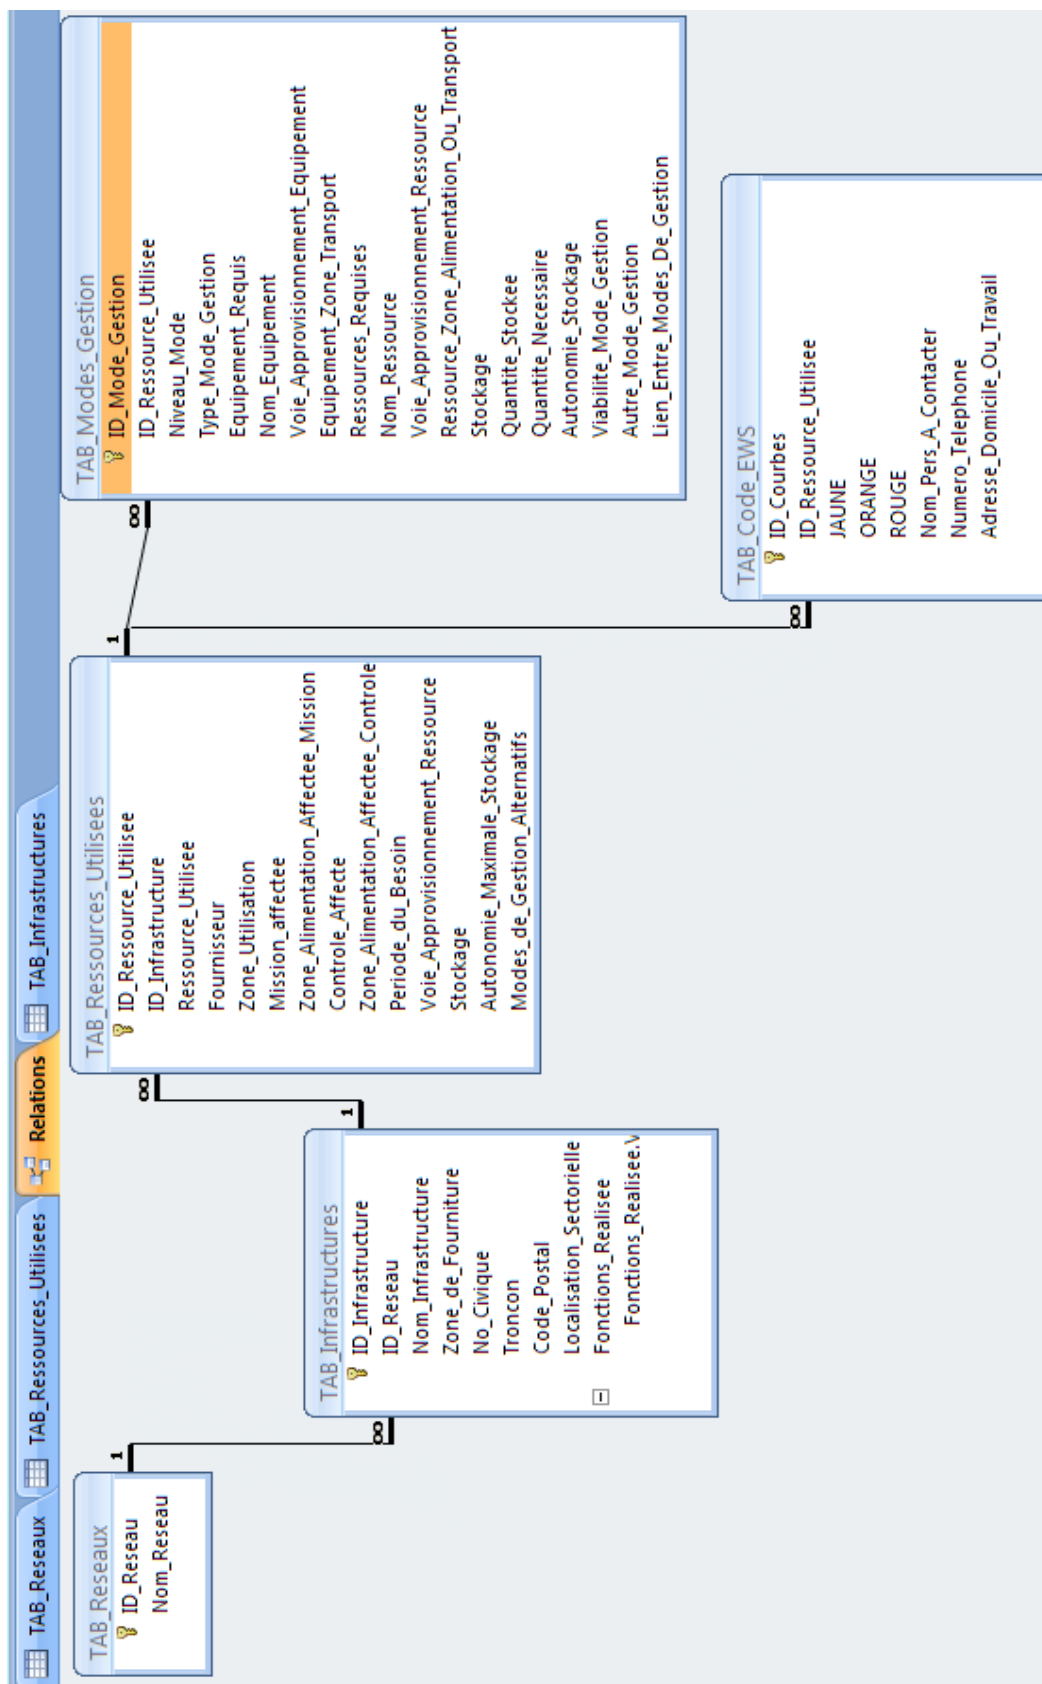 TAB_Reseaux
TAB_Ressources_Utilisees
Relations
TAB_Infrastructures
TAB_Reseaux
ID_Reseau
Nom_Reseau
1
∞
TAB_Infrastructures
ID_Infrastructure
ID_Reseau
Nom_Infrastructure
Zone_de_Fourniture
No_Civique
Troncon
Code_Postal
Localisation_Sectorielle
Fonctions_Realisee
Fonctions_Realisee.V
1
∞
TAB_Ressources_Utilisees
ID_Ressource_Utilisee
ID_Infrastructure
Ressource_Utilisee
Fournisseur
Zone_Utilisation
Mission_affectee
Zone_Alimentation_Affectee_Mission
Controle_Affecte
Zone_Alimentation_Affectee_Controle
Periode_du_Besoin
Voie_Approvisionnement_Ressource
Stockage
Autonomie_Maximale_Stockage
Modes_de_Gestion_Alternatifs
1
∞
∞
TAB_Modes_Gestion
ID_Mode_Gestion
ID_Ressource_Utilisee
Niveau_Mode
Type_Mode_Gestion
Equipement_Requis
Nom_Equipement
Voie_Approvisionnement_Equipement
Equipement_Zone_Transport
Ressources_Requises
Nom_Ressource
Voie_Approvisionnement_Ressource
Ressource_Zone_Alimentation_Ou_Transport
Stockage
Quantite_Stockee
Quantite_Necessaire
Autonomie_Stockage
Viabilite_Mode_Gestion
Autre_Mode_Gestion
Lien_Entre_Modes_De_Gestion
TAB_Code_EWS
ID_Courbes
ID_Ressource_Utilisee
JAUNE
ORANGE
ROUGE
Nom_Pers_A_Contacter
Numero_Telephone
Adresse_Domicile_Ou_Travail